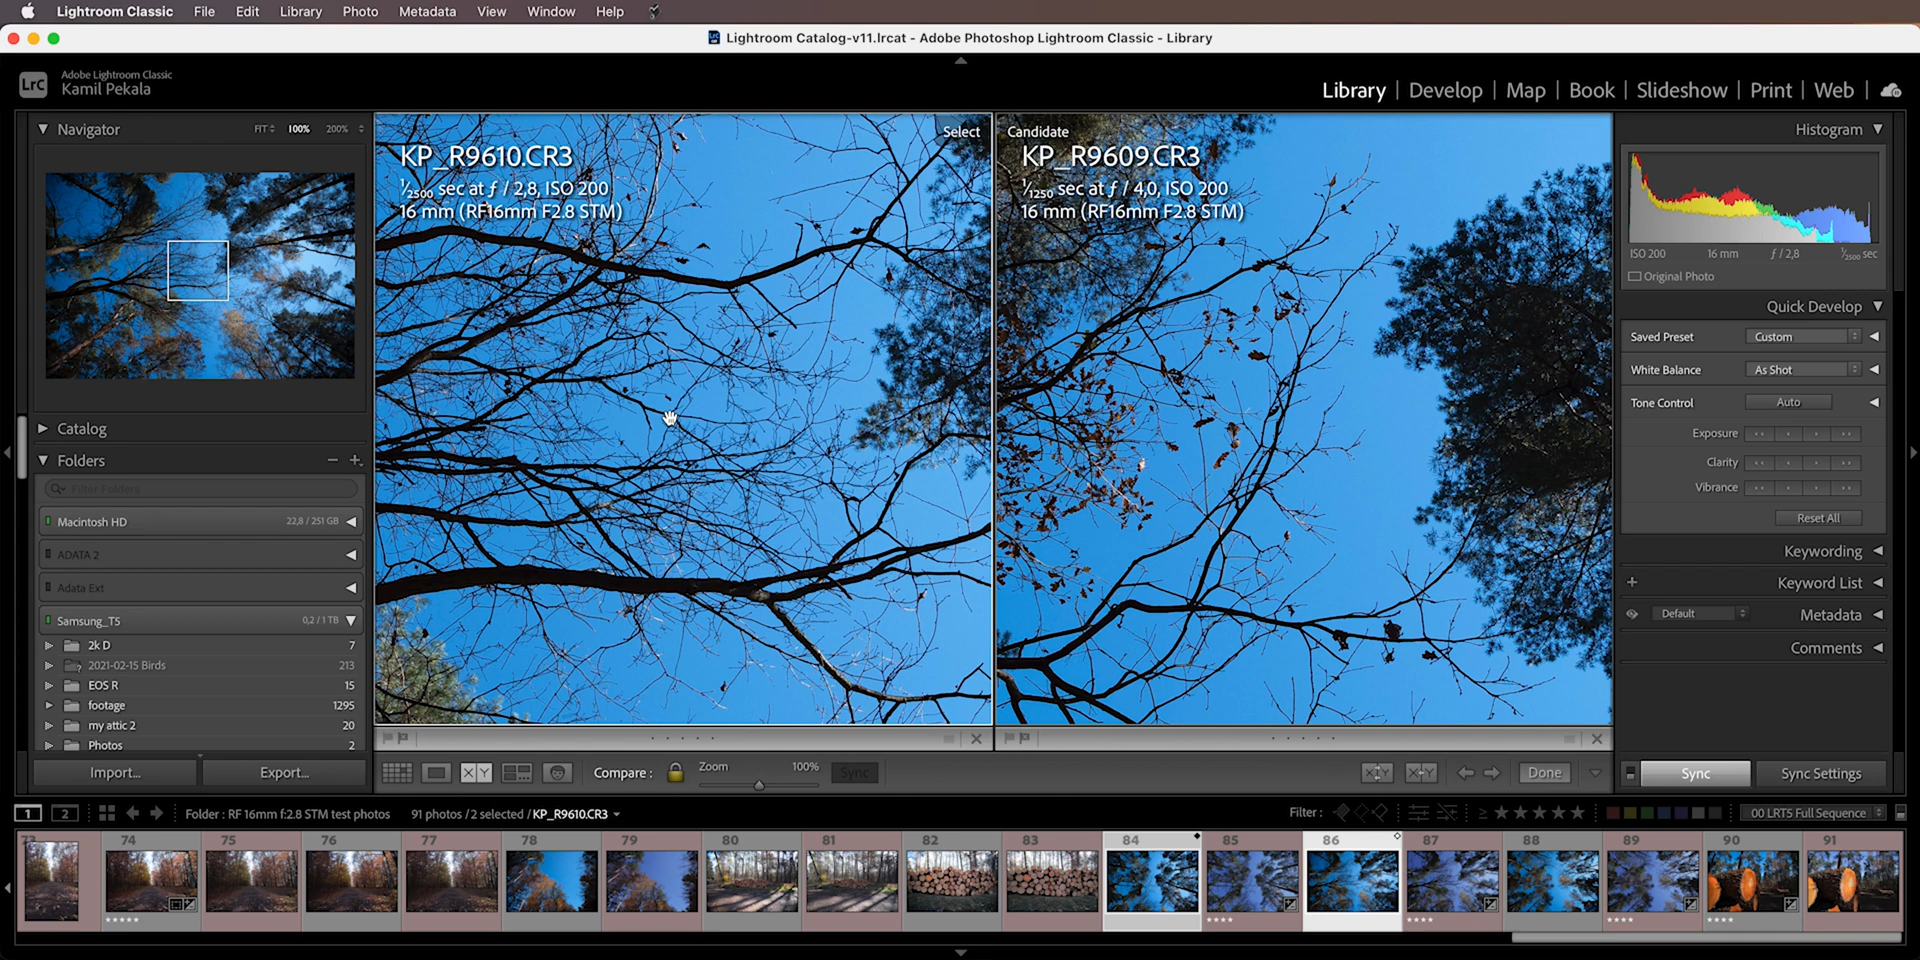 Lightroom Classic File Edit Library Photo Metadata View Window Help
Lightroom Catalog-v11.lrcat - Adobe Photoshop Lightroom Classic - Library
LrC
Adobe Lightroom Classic
Kamil Pekala
Library | Develop | Map | Book | Slideshow | Print | Web
Navigator FIT 100% 200%
Catalog
Folders
Filter Folders
Macintosh HD 22,8 / 251 GB
ADATA 2
Adata Ext
Samsung_T5 0,2 / 1 TB
2k D 7
2021-02-15 Birds 213
EOS R 15
footage 1295
my attic 2 20
Photos 2
Import... Export...
Select
KP_R9610.CR3
1/2500 sec at ƒ / 2,8, ISO 200
16 mm (RF16mm F2.8 STM)
Candidate
KP_R9609.CR3
1/1250 sec at ƒ / 4,0, ISO 200
16 mm (RF16mm F2.8 STM)
Histogram
ISO 200 16 mm ƒ / 2,8 1/2500 sec
Original Photo
Quick Develop
Saved Preset Custom
White Balance As Shot
Tone Control Auto
Exposure
Clarity
Vibrance
Reset All
Keywording
Keyword List
Default Metadata
Comments
X Y Compare : Zoom 100% Sync
X Y X Y Done
Sync Sync Settings
1 2 Folder : RF 16mm f:2.8 STM test photos 91 photos / 2 selected / KP_R9610.CR3 Filter : 00 LRT5 Full Sequence
73 74 75 76 77 78 79 80 81 82 83 84 85 86 87 88 89 90 91